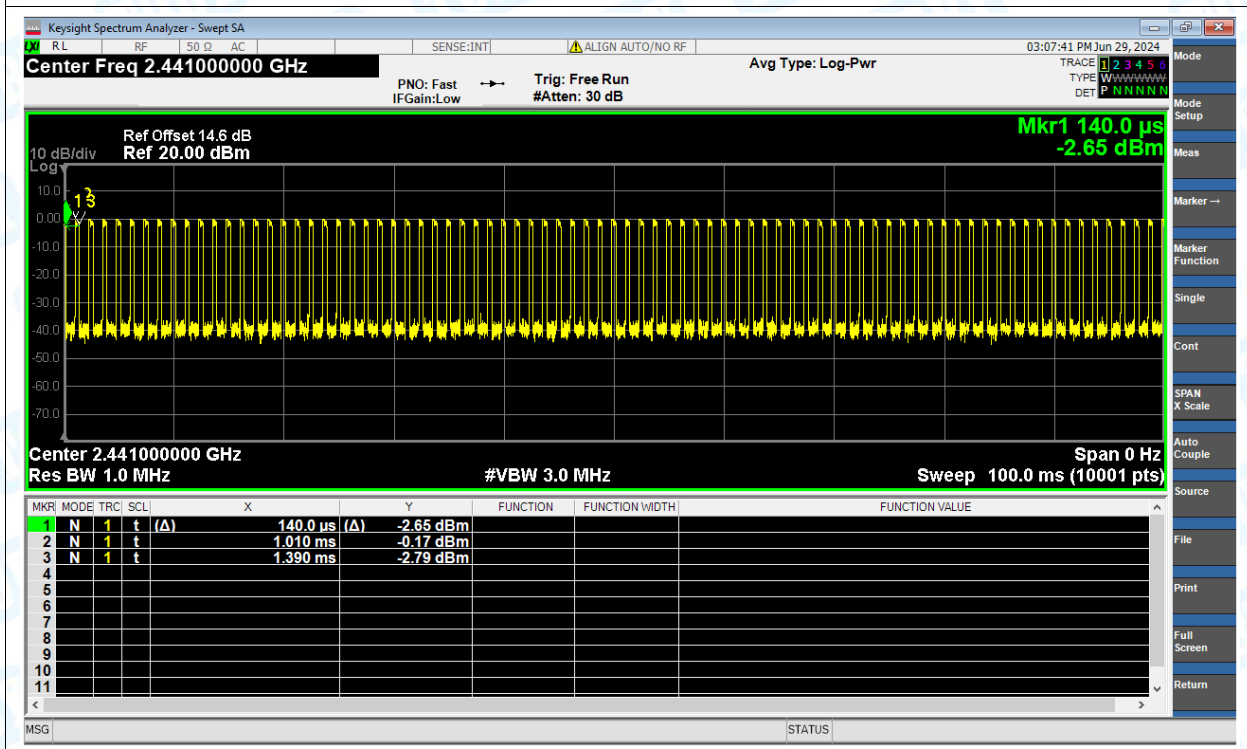 Keysight Spectrum Analyzer - Swept SA
LXI RL RF 50 Ω AC SENSE:INT ALIGN AUTO/NO RF 03:07:41 PM Jun 29, 2024
Center Freq 2.441000000 GHz
Avg Type: Log-Pwr
TRACE 1 2 3 4 5 6
PNO: Fast
Trig: Free Run
TYPE WWWWWW
IFGain:Low
#Atten: 30 dB
DET P N N N N N
Mkr1 140.0 µs
-2.65 dBm
Ref Offset 14.6 dB
10 dB/div Ref 20.00 dBm
Log
10.0
0.00
-10.0
-20.0
-30.0
-40.0
-50.0
-60.0
-70.0
1 2 3
Center 2.441000000 GHz Span 0 Hz
Res BW 1.0 MHz #VBW 3.0 MHz Sweep 100.0 ms (10001 pts)
MKR MODE TRC SCL X Y FUNCTION FUNCTION WIDTH FUNCTION VALUE
1 N 1 t (Δ) 140.0 µs (Δ) -2.65 dBm
2 N 1 t 1.010 ms -0.17 dBm
3 N 1 t 1.390 ms -2.79 dBm
4
5
6
7
8
9
10
11
MSG STATUS
Mode
Mode
Setup
Meas
Marker →
Marker
Function
Single
Cont
SPAN
X Scale
Auto
Couple
Source
File
Print
Full
Screen
Return